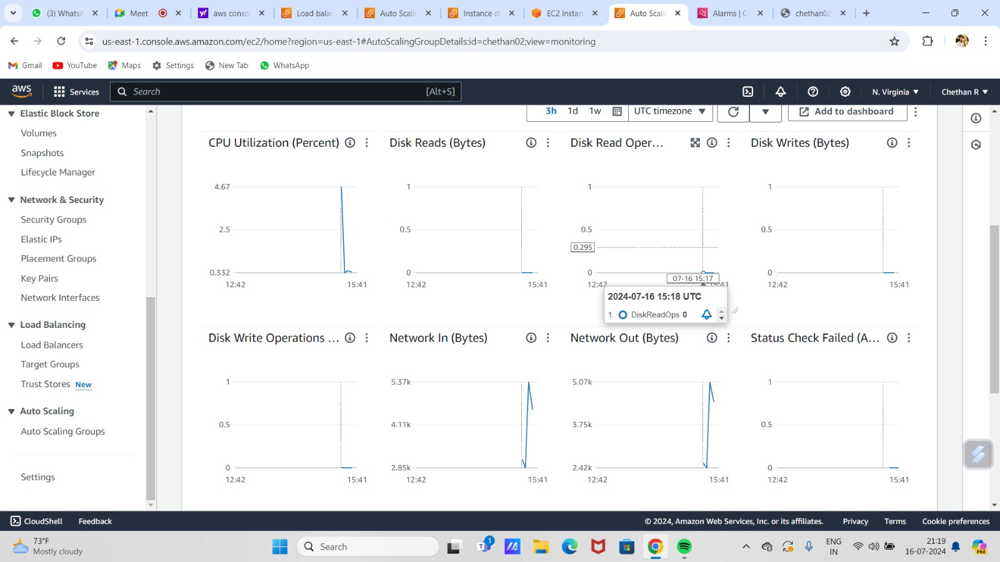 (3) WhatsA
Meet -
aws conso
Load balan
Auto Scalin
Instance de
EC2 Instan
Auto Scalin
Alarms | C
chethan02
us-east-1.console.aws.amazon.com/ec2/home?region=us-east-1#AutoScalingGroupDetails:id=chethan02;view=monitoring
Gmail
YouTube
Maps
Settings
New Tab
WhatsApp
aws
Services
Search
[Alt+S]
N. Virginia
Chethan R
Elastic Block Store
Volumes
Snapshots
Lifecycle Manager
Network & Security
Security Groups
Elastic IPs
Placement Groups
Key Pairs
Network Interfaces
Load Balancing
Load Balancers
Target Groups
Trust Stores New
Auto Scaling
Auto Scaling Groups
Settings
3h 1d 1w
UTC timezone
Add to dashboard
CPU Utilization (Percent)
4.67
2.5
0.332
12:42 15:41
Disk Reads (Bytes)
1
0.5
0
12:42 15:41
Disk Read Oper...
1
0.5
0.295
0
07-16 15:17
12:42 15:41
2024-07-16 15:18 UTC
1. DiskReadOps 0
Disk Writes (Bytes)
1
0.5
0
12:42 15:41
Disk Write Operations ...
1
0.5
0
12:42 15:41
Network In (Bytes)
5.37k
4.11k
2.85k
12:42 15:41
Network Out (Bytes)
5.07k
3.75k
2.42k
12:42 15:41
Status Check Failed (A...
1
0.5
0
12:42 15:41
CloudShell
Feedback
© 2024, Amazon Web Services, Inc. or its affiliates.
Privacy
Terms
Cookie preferences
73°F
Mostly cloudy
Search
1
ENG
IN
21:19
16-07-2024
PRE